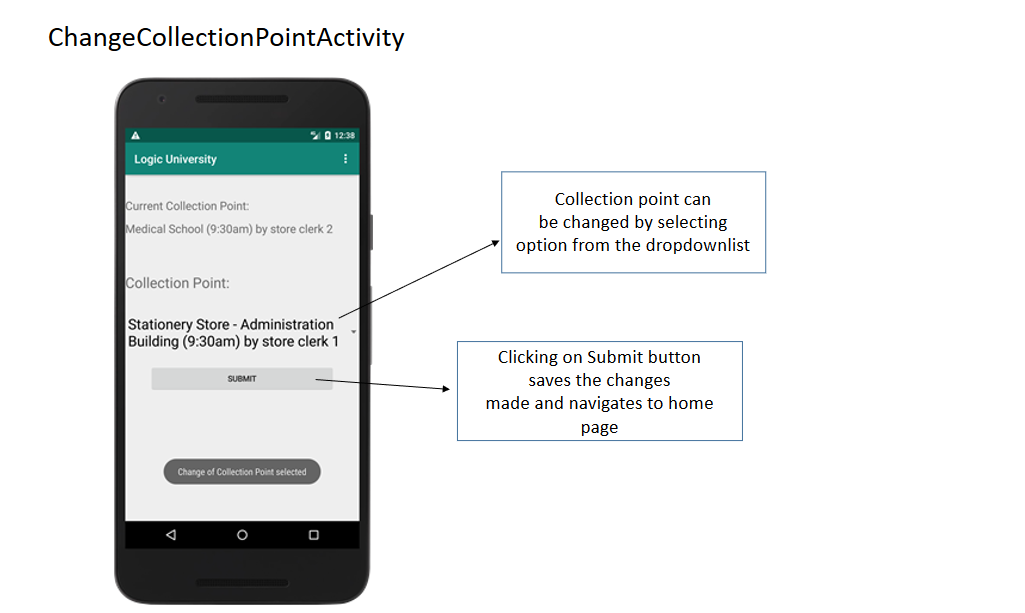 ChangeCollectionPointActivity
12:38
Logic University
Current Collection Point:
Medical School (9:30am) by store clerk 2
Collection Point:
Stationery Store - Administration
Building (9:30am) by store clerk 1
SUBMIT
Change of Collection Point selected
Collection point can
be changed by selecting
option from the dropdownlist
Clicking on Submit button
saves the changes
made and navigates to home
page